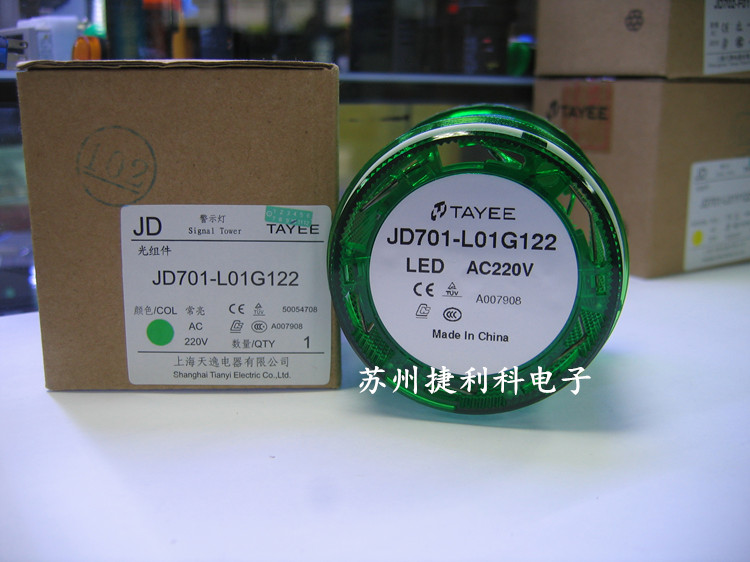 102
JD
警示灯
Signal Tower
TAYEE
光组件
JD701-L01G122
颜色/COL
常亮
CE
TUV
50054708
AC
220V
A007908
数量/QTY
1
上海天逸电器有限公司
Shanghai Tianyi Electric Co.,Ltd.
TAYEE
JD701-L01G122
LED AC220V
CE
TUV
A007908
Made In China
TAYEE
苏州捷利科电子